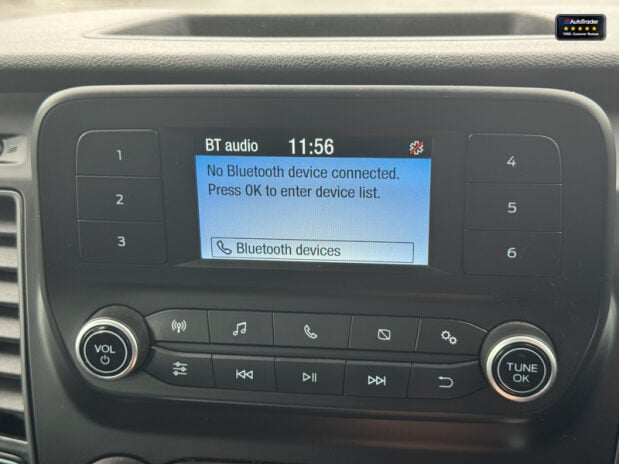 AutoTrader
BT audio 11:56
No Bluetooth device connected.
Press OK to enter device list.
Bluetooth devices
1
2
3
4
5
6
VOL
TUNE
OK